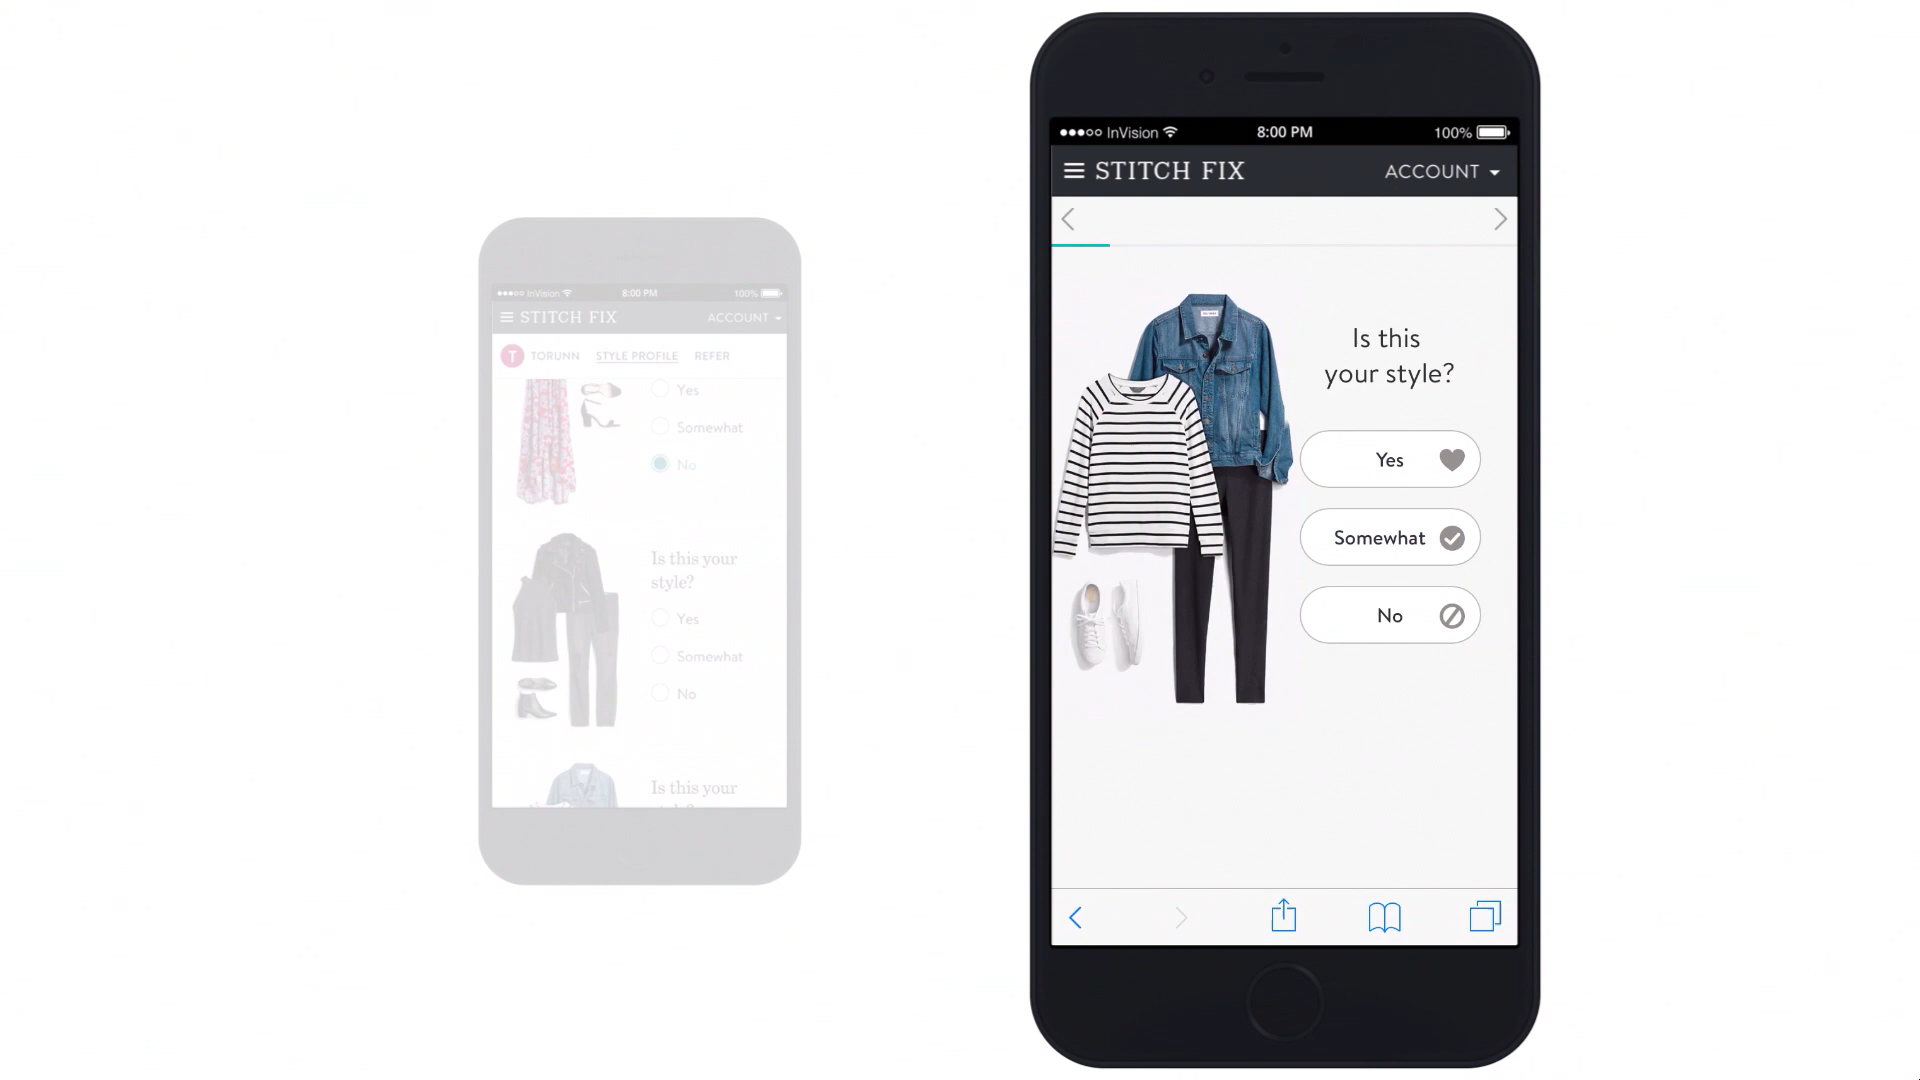 InVision 8:00 PM 100%
STITCH FIX ACCOUNT
T TORUNN STYLE PROFILE REFER
Yes
Somewhat
No
Is this your
style?
Yes
Somewhat
No
Is this your
InVision 8:00 PM 100%
STITCH FIX ACCOUNT
Is this
your style?
Yes
Somewhat
No